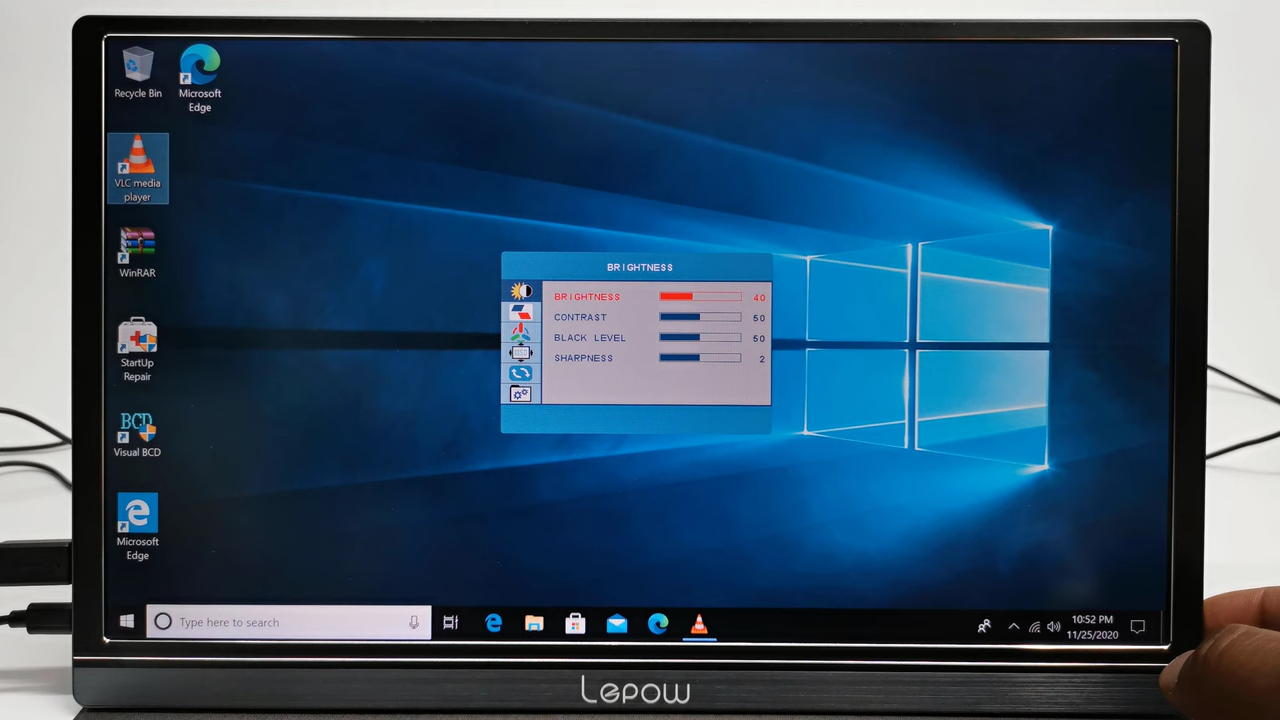 Recycle Bin
Microsoft
Edge
VLC media
player
WinRAR
StartUp
Repair
BCD
Visual BCD
Microsoft
Edge
BRIGHTNESS
BRIGHTNESS 40
CONTRAST 50
BLACK LEVEL 50
SHARPNESS 2
Type here to search
10:52 PM
11/25/2020
Lepow